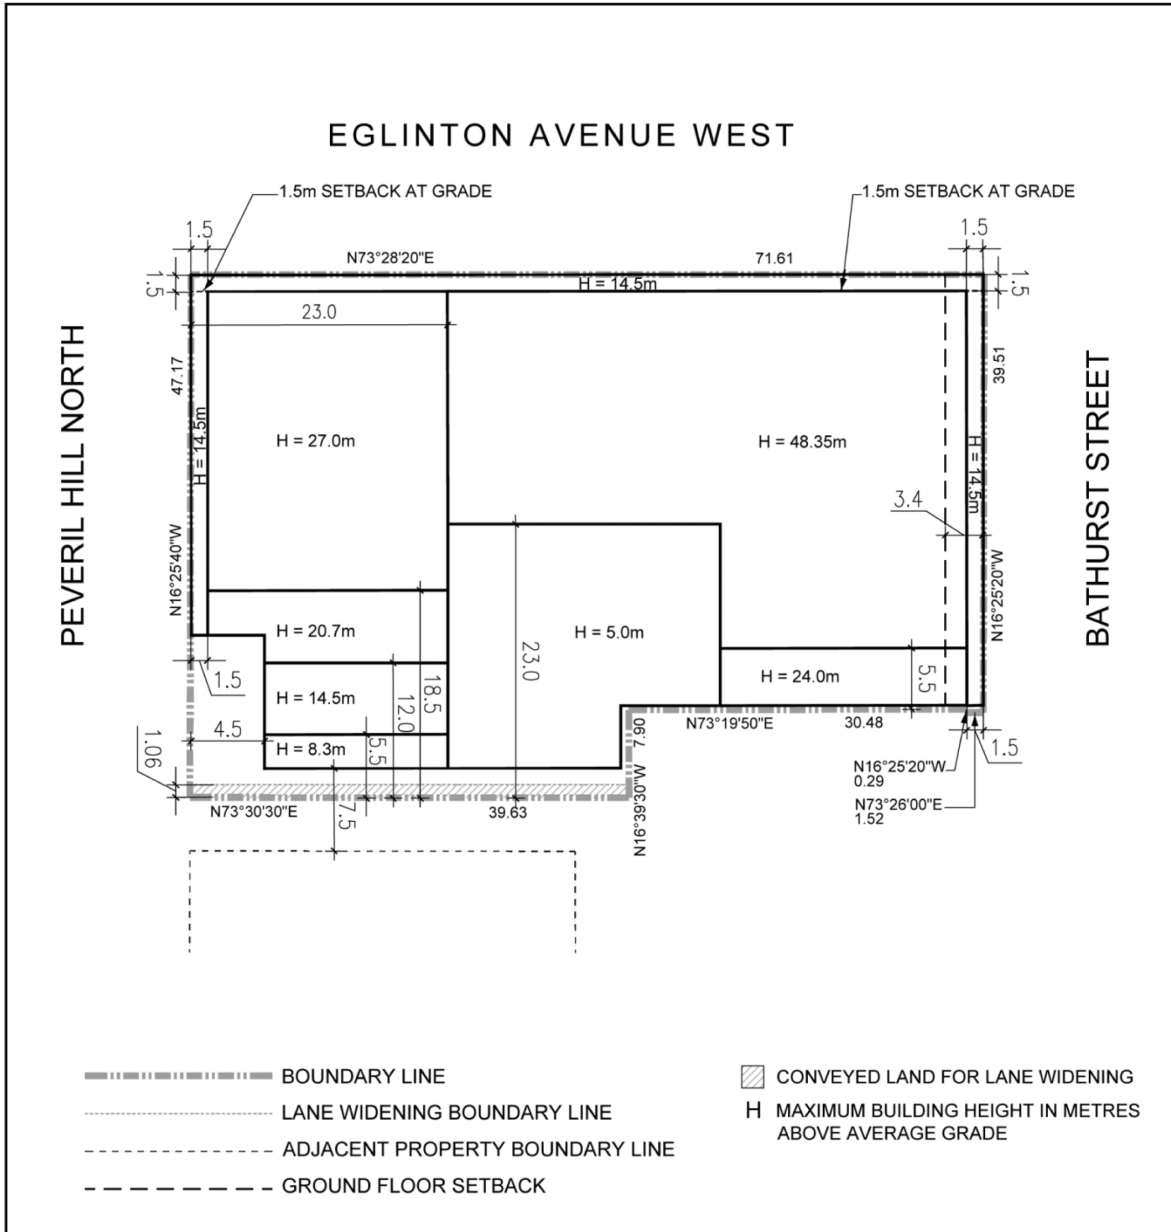 EGLINTON AVENUE WEST
1.5m SETBACK AT GRADE
1.5m SETBACK AT GRADE
1.5
1.5
N73°28'20"E
71.61
1.5
1.5
H = 14.5m
23.0
PEVERIL HILL NORTH
47.17
39.51
BATHURST STREET
H = 14.5m
H = 27.0m
H = 48.35m
H = 14.5m
3.4
N16°25'40"W
N16°25'20"W
H = 20.7m
H = 5.0m
23.0
1.5
18.5
H = 24.0m
5.5
H = 14.5m
12.0
4.5
5.5
7.90
N73°19'50"E
30.48
H = 8.3m
1.5
1.06
N16°25'20"W
0.29
N73°30'30"E
7.5
39.63
N16°39'30"W
N73°26'00"E
1.52
BOUNDARY LINE
CONVEYED LAND FOR LANE WIDENING
LANE WIDENING BOUNDARY LINE
H MAXIMUM BUILDING HEIGHT IN METRES
ABOVE AVERAGE GRADE
ADJACENT PROPERTY BOUNDARY LINE
GROUND FLOOR SETBACK